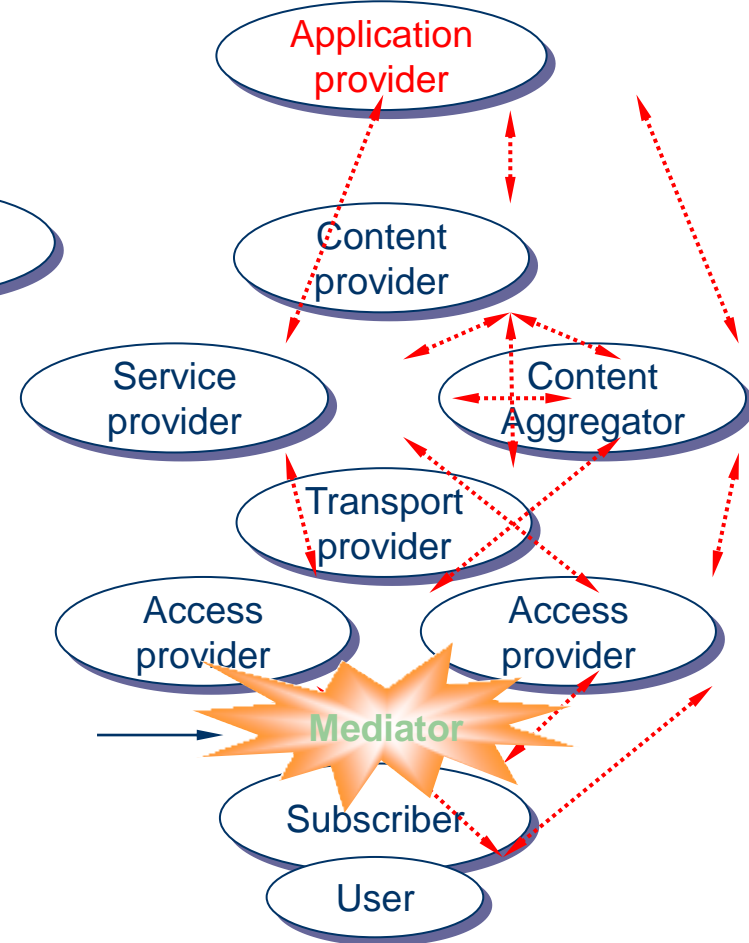 Application
provider
Content
provider
Service
provider
Content
Aggregator
Transport
provider
Access
provider
Access
provider
Mediator
Subscriber
User